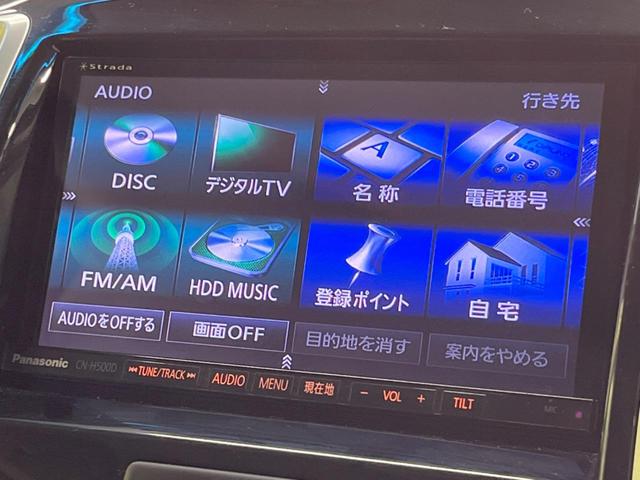 Strada
AUDIO
行き先
DISC
デジタルTV
名称
電話番号
FM/AM
HDD MUSIC
登録ポイント
自宅
AUDIOをOFFする
画面OFF
目的地を消す
案内をやめる
Panasonic
CN-H500D
TUNE/TRACK
AUDIO
MENU
現在地
− VOL +
TILT
MIC